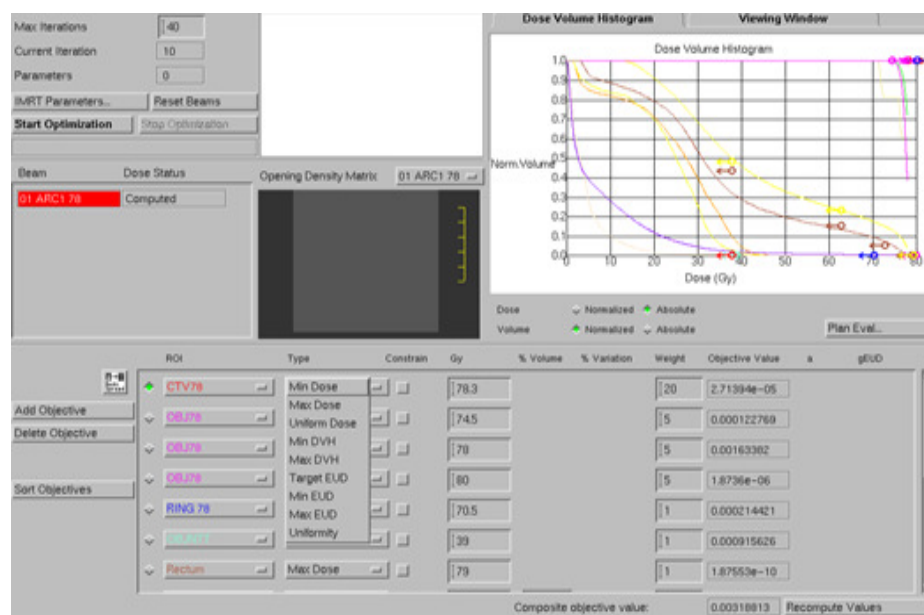 Dose Volume Histogram Viewing Window
Max Iterations 40
Current Iteration 10
Parameters 0
IMRT Parameters... Reset Beams
Start Optimization Stop Optimization
Dose Volume Histogram
Norm.Volume
1.0
0.9
0.8
0.7
0.6
0.5
0.4
0.3
0.2
0.1
0.0
0 10 20 30 40 50 60 70 80
Dose (Gy)
Beam Dose Status
01 ARC1 78 Computed
Opening Density Matrix: 01 ARC1 78
Dose Normalized Absolute
Volume Normalized Absolute
Plan Eval...
ROI Type Constrain Gy % Volume % Variation Weight Objective Value a gEUD
Add Objective
Delete Objective
Sort Objectives
CTV78 Min Dose 78.3 20 2.71394e-05
OBJ78 74.5 5 0.000122769
OBJ78 78 5 0.00163382
OBJ78 80 5 1.8736e-06
RING 78 70.5 1 0.000214421
39 1 0.000915626
Rectum Max Dose 79 1 1.87553e-10
Max Dose
Uniform Dose
Min DVH
Max DVH
Target EUD
Min EUD
Max EUD
Uniformity
Composite objective value: 0.00318813 Recompute Values